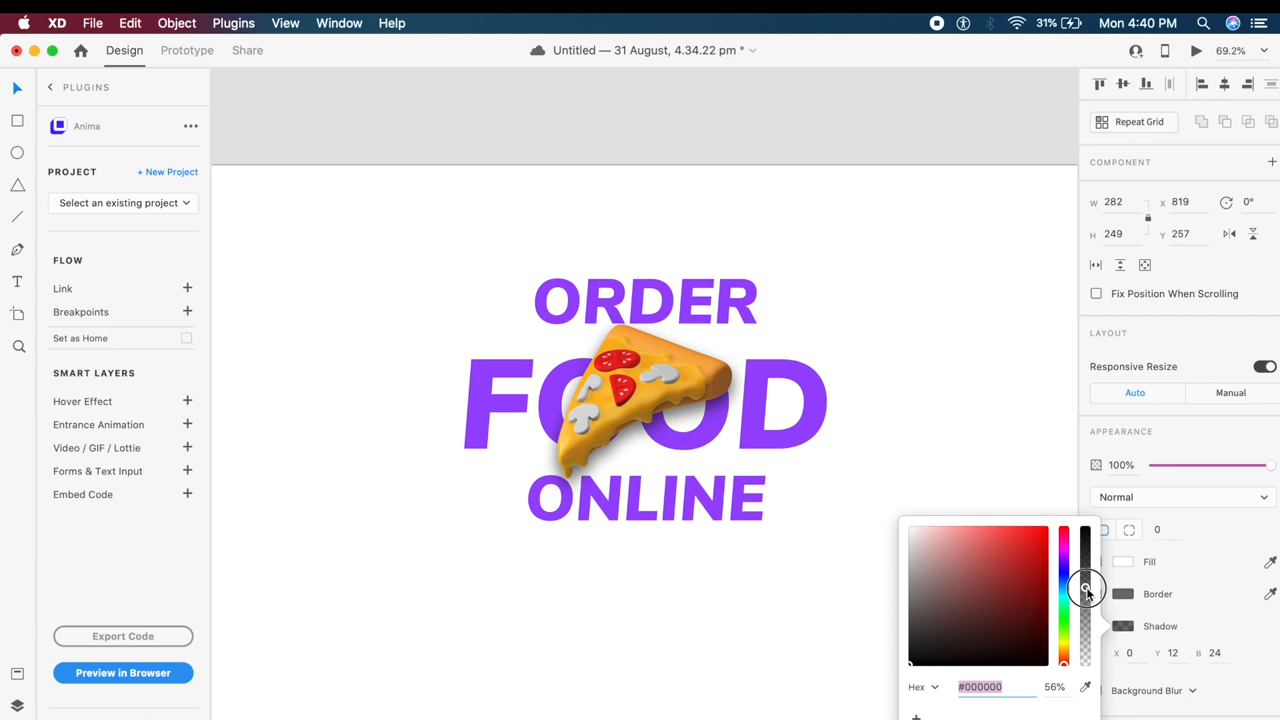 XD File Edit Object Plugins View Window Help 31% Mon 4:40 PM
Design Prototype Share Untitled — 31 August, 4.34.22 pm * 69.2%
PLUGINS
Anima
PROJECT + New Project
Select an existing project
FLOW
Link
Breakpoints
Set as Home
SMART LAYERS
Hover Effect
Entrance Animation
Video / GIF / Lottie
Forms & Text Input
Embed Code
Export Code
Preview in Browser
ORDER
FOOD
ONLINE
Repeat Grid
COMPONENT
W 282 X 819 0°
H 249 Y 257
Fix Position When Scrolling
LAYOUT
Responsive Resize
Auto Manual
APPEARANCE
100%
Normal
0
Fill
Border
Shadow
X 0 Y 12 B 24
Background Blur
Hex #000000 56%